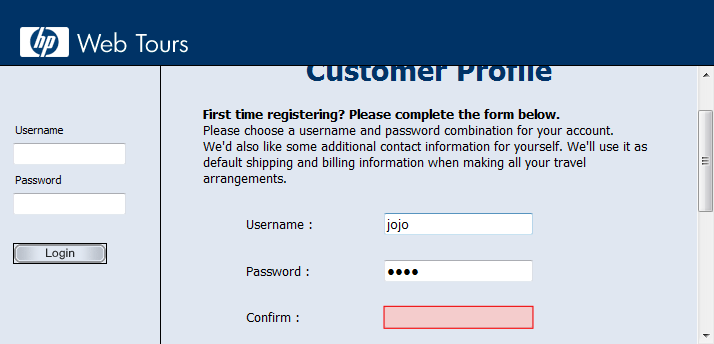 hp Web Tours
Customer Profile
Username
Password
Login
First time registering? Please complete the form below.
Please choose a username and password combination for your account.
We'd also like some additional contact information for yourself. We'll use it as
default shipping and billing information when making all your travel
arrangements.
Username : jojo
Password : ●●●●
Confirm :